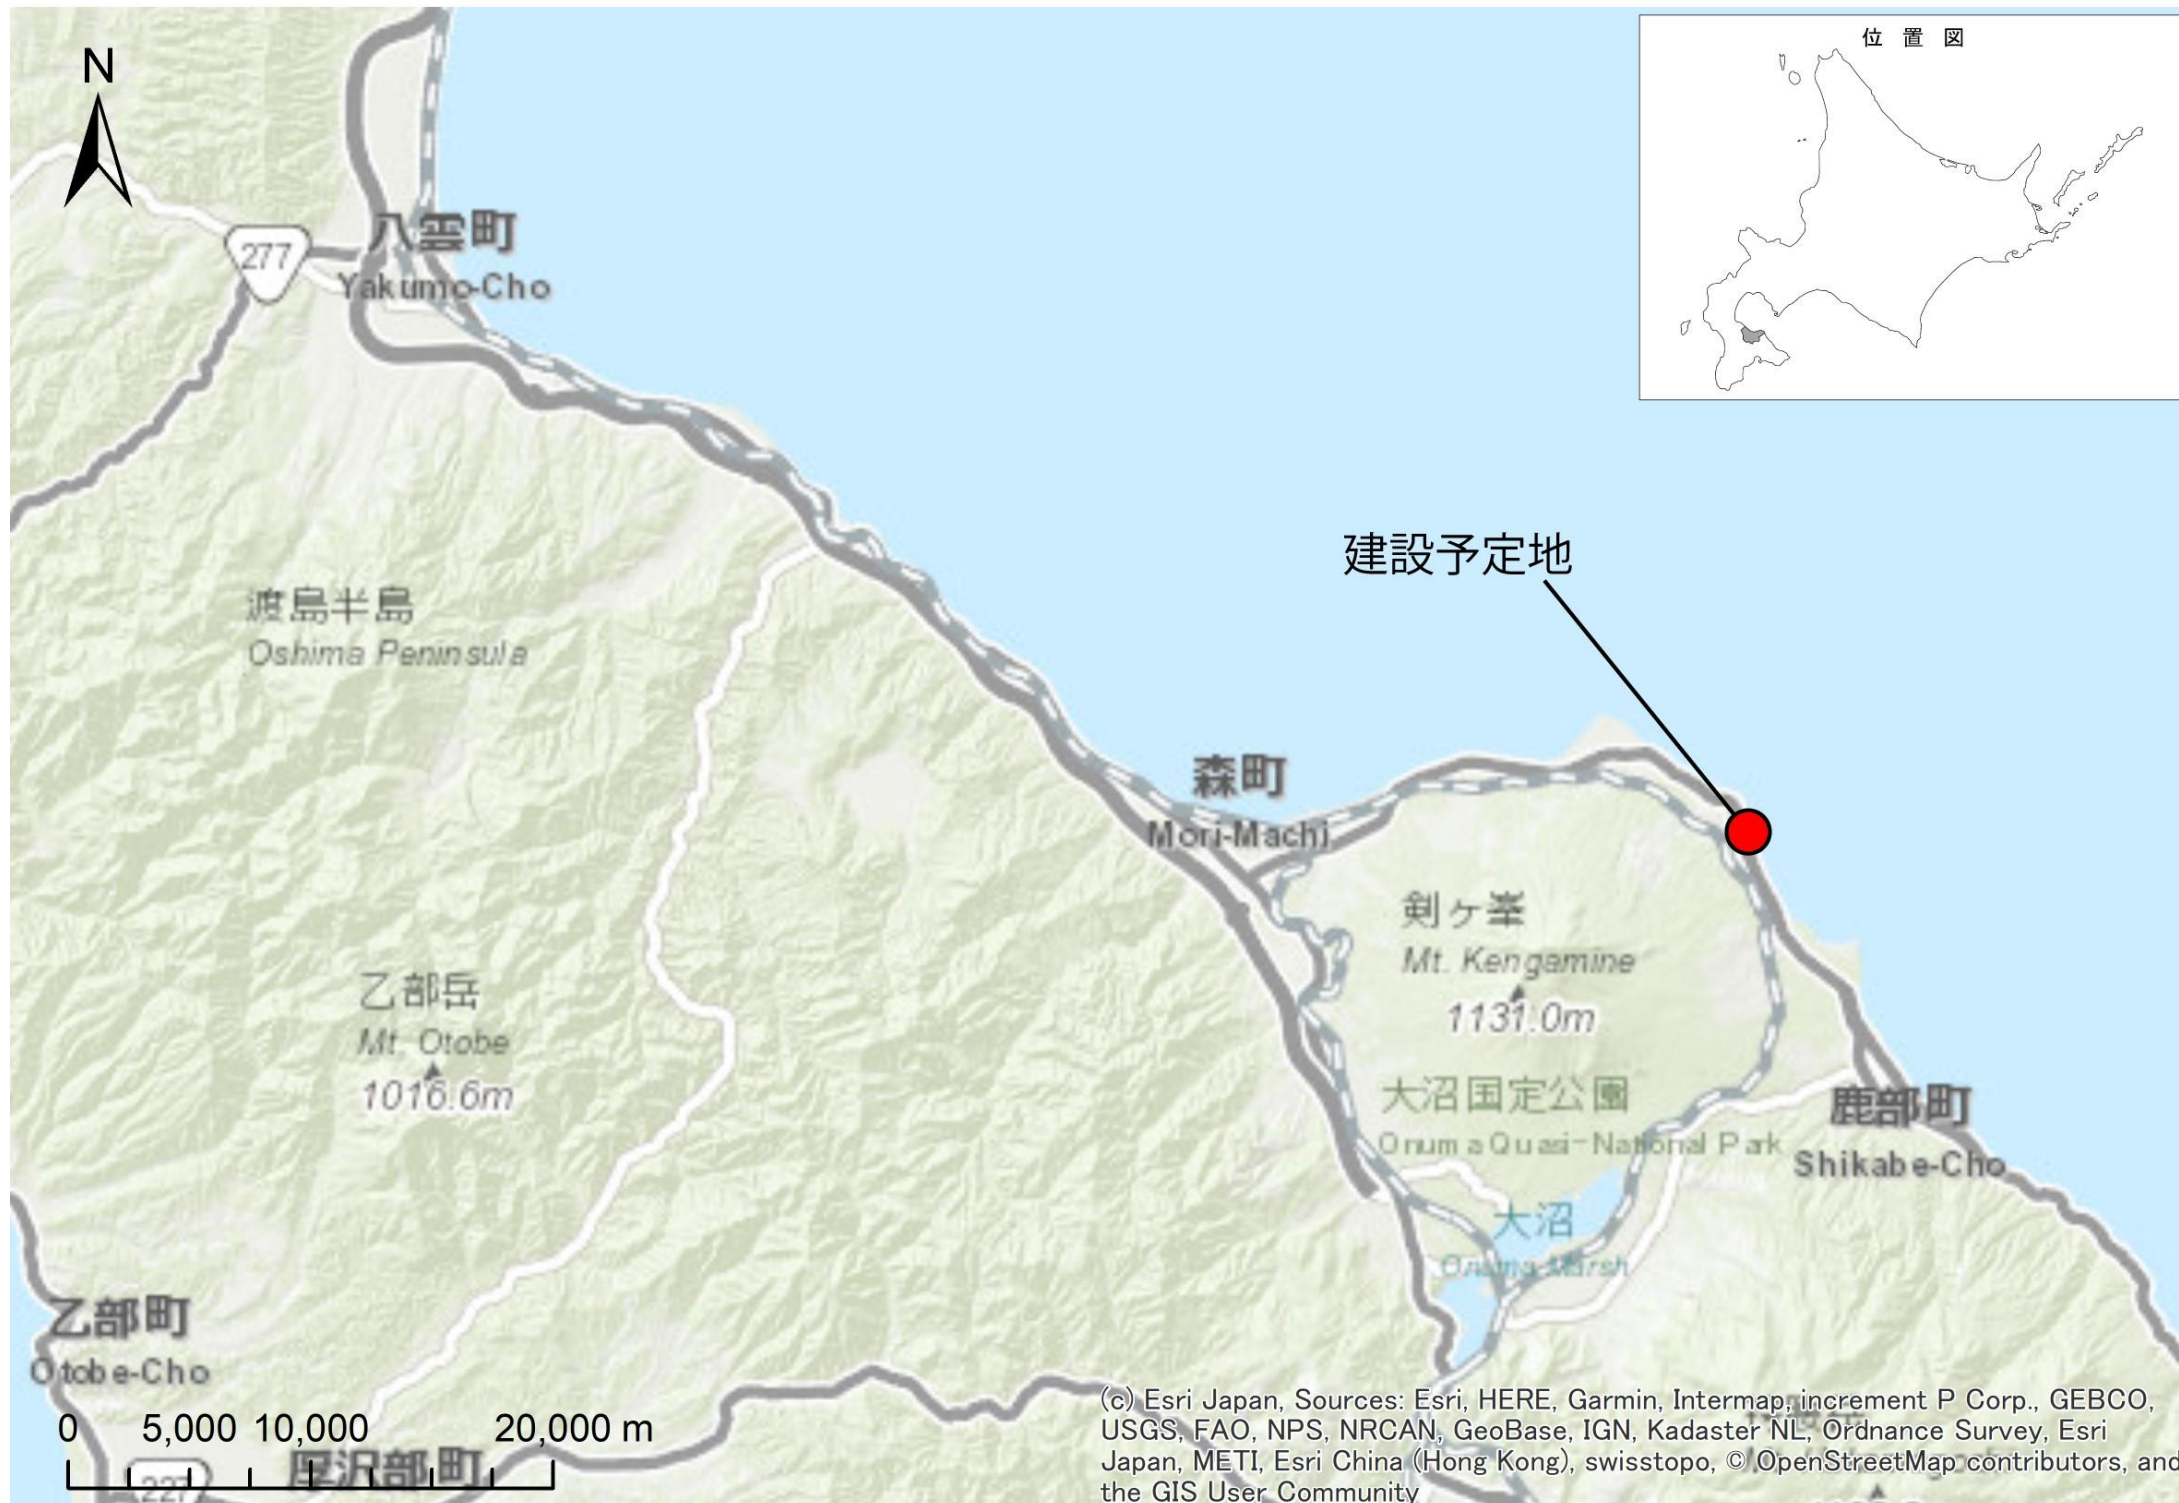 N
位 置 図
277
八雲町
Yakumo-Cho
建設予定地
渡島半島
Oshima Peninsula
森町
Mori-Machi
剣ヶ峯
Mt. Kengamine
1131.0m
乙部岳
Mt. Otobe
1016.6m
大沼国定公園
Onuma Quasi-National Park
鹿部町
Shikabe-Cho
大沼
Onuma Marsh
乙部町
Otobe-Cho
0 5,000 10,000 20,000 m
厚沢部町
227
(c) Esri Japan, Sources: Esri, HERE, Garmin, Intermap, increment P Corp., GEBCO,
USGS, FAO, NPS, NRCAN, GeoBase, IGN, Kadaster NL, Ordnance Survey, Esri
Japan, METI, Esri China (Hong Kong), swisstopo, © OpenStreetMap contributors, and
the GIS User Community